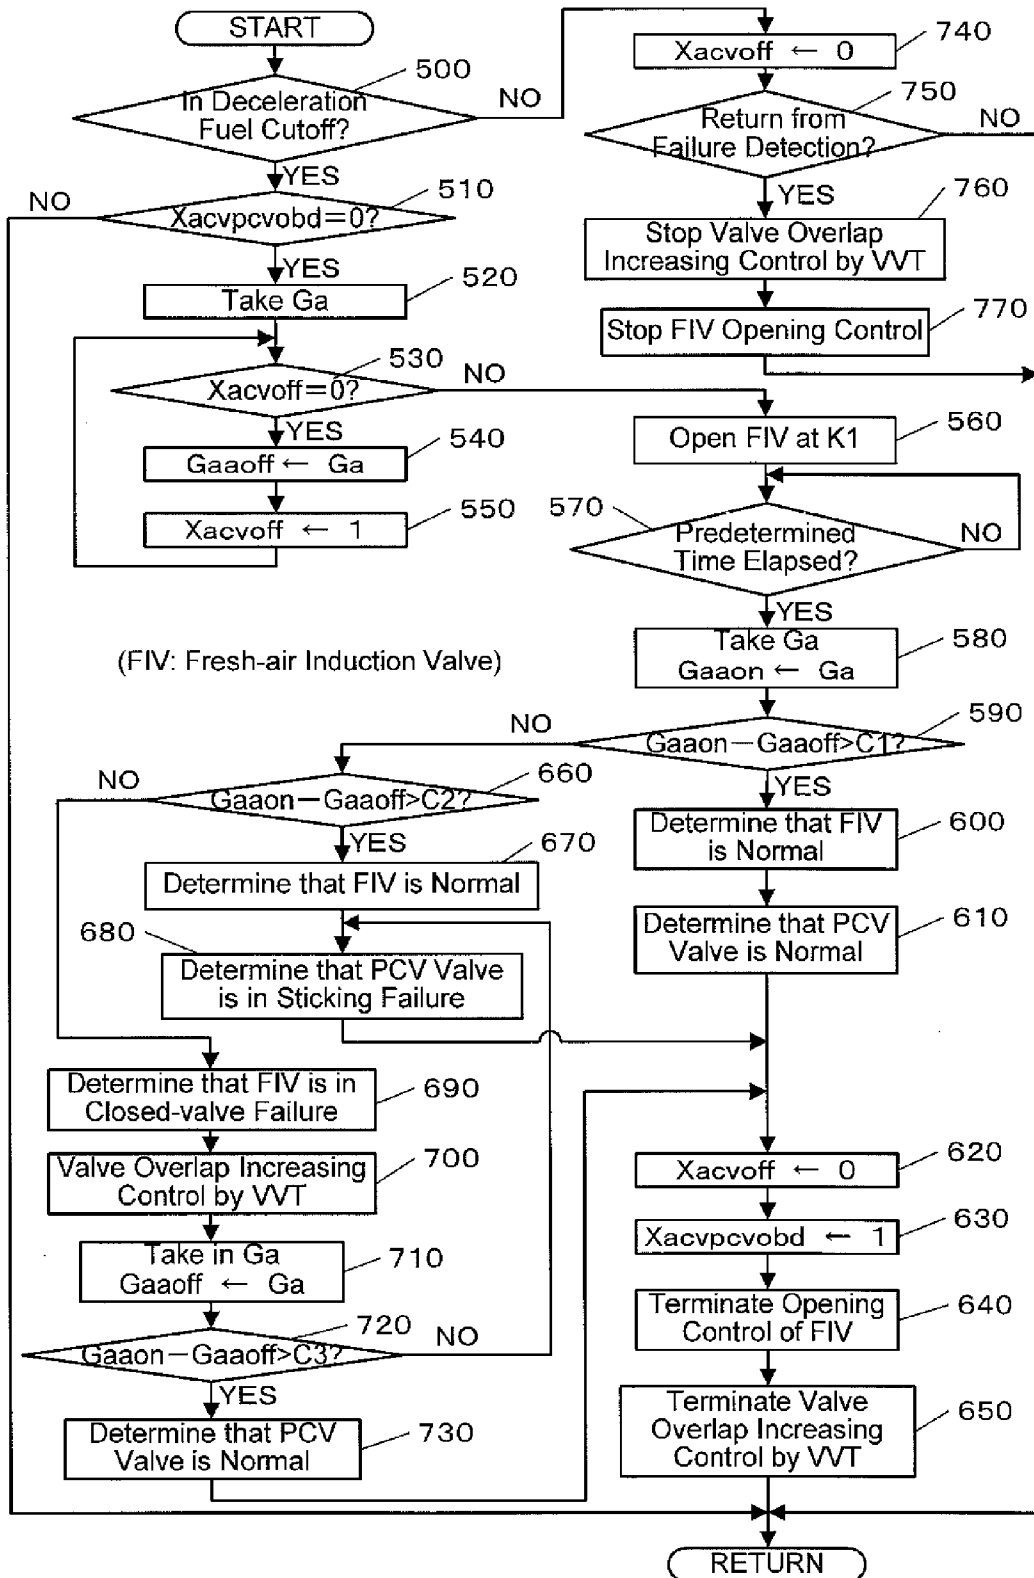 START
500
In Deceleration
Fuel Cutoff?
NO
YES
510
NO
Xacvpcvobd=0?
YES
520
Take Ga
530
Xacvoff=0?
NO
YES
540
Gaaoff ← Ga
550
Xacvoff ← 1
740
Xacvoff ← 0
750
Return from
Failure Detection?
NO
YES
760
Stop Valve Overlap
Increasing Control by VVT
770
Stop FIV Opening Control
560
Open FIV at K1
570
Predetermined
Time Elapsed?
NO
YES
580
Take Ga
Gaaon ← Ga
(FIV: Fresh-air Induction Valve)
590
NO
Gaaon−Gaaoff>C1?
YES
600
Determine that FIV
is Normal
610
Determine that PCV
Valve is Normal
660
NO
Gaaon−Gaaoff>C2?
YES
670
Determine that FIV is Normal
680
Determine that PCV Valve
is in Sticking Failure
690
Determine that FIV is in
Closed-valve Failure
700
Valve Overlap Increasing
Control by VVT
710
Take in Ga
Gaaoff ← Ga
720
NO
Gaaon−Gaaoff>C3?
YES
730
Determine that PCV
Valve is Normal
620
Xacvoff ← 0
630
Xacvpcvobd ← 1
640
Terminate Opening
Control of FIV
650
Terminate Valve
Overlap Increasing
Control by VVT
RETURN